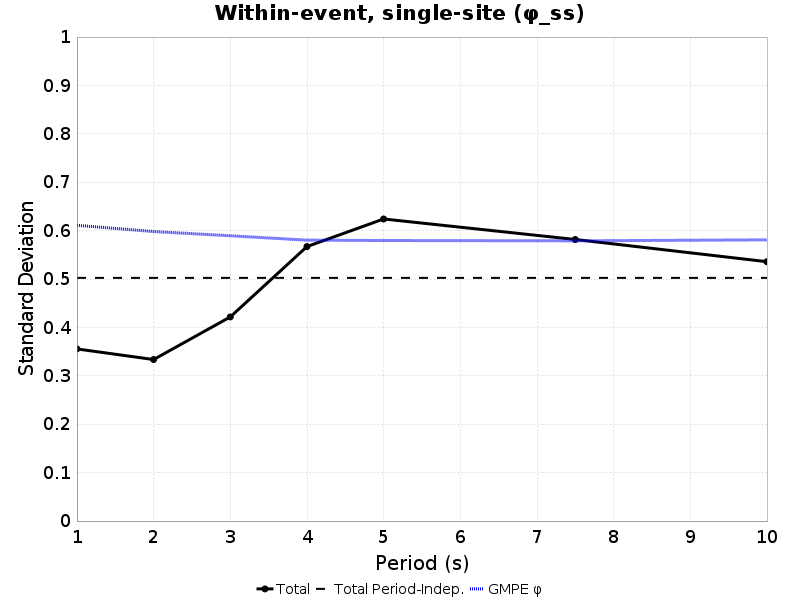 Within-event, single-site (φ_ss)
1
0.9
0.8
0.7
0.6
0.5
0.4
0.3
0.2
0.1
0
Standard Deviation
1 2 3 4 5 6 7 8 9 10
Period (s)
Total Total Period-Indep. GMPE φ